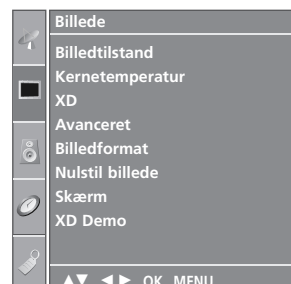 Billede
Billedtilstand
Kernetemperatur
XD
Avanceret
Billedformat
Nulstil billede
Skærm
XD Demo
▲▼ ◄► OK MENU